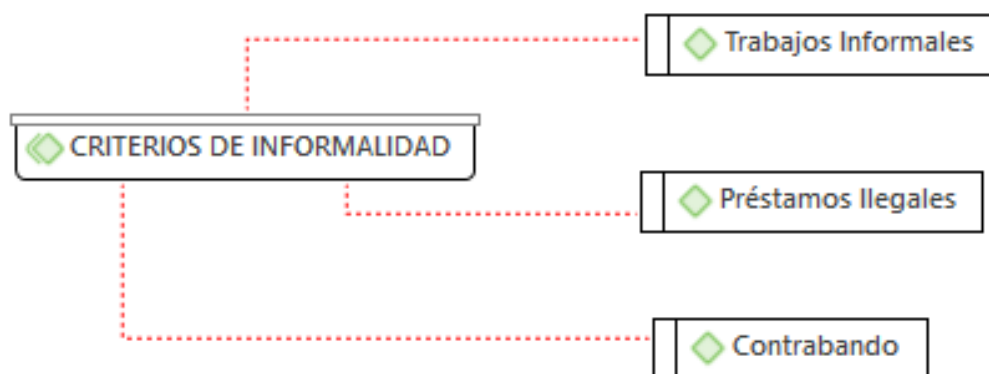 Trabajos Informales
CRITERIOS DE INFORMALIDAD
Préstamos Ilegales
Contrabando